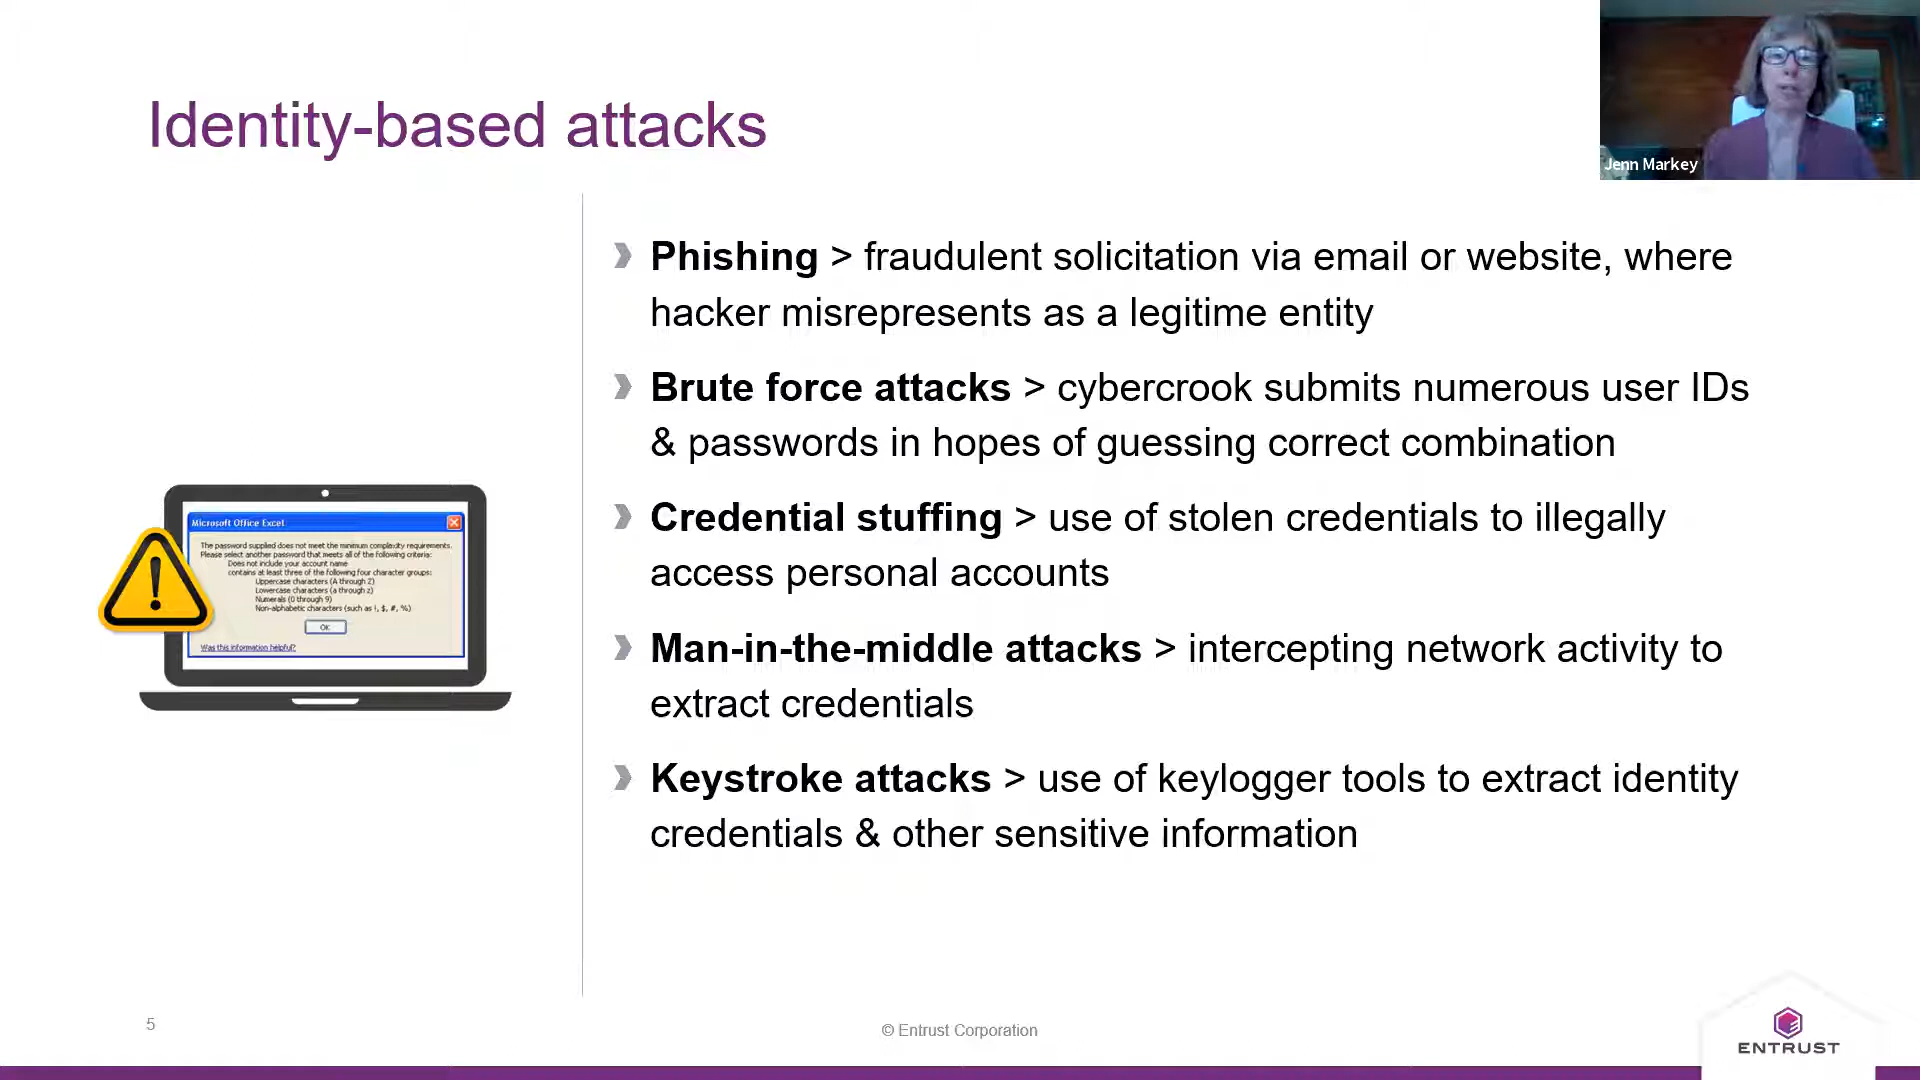 Identity-based attacks
Jenn Markey
Phishing > fraudulent solicitation via email or website, where
hacker misrepresents as a legitime entity
Brute force attacks > cybercrook submits numerous user IDs
& passwords in hopes of guessing correct combination
Credential stuffing > use of stolen credentials to illegally
access personal accounts
Man-in-the-middle attacks > intercepting network activity to
extract credentials
Keystroke attacks > use of keylogger tools to extract identity
credentials & other sensitive information
Microsoft Office Excel
The password supplied does not meet the minimum complexity requirements.
Please select another password that meets all of the following criteria:
Does not include your account name
contains at least three of the following four character groups:
Uppercase characters (A through Z)
Lowercase characters (a through z)
Numerals (0 through 9)
Non-alphabetic characters (such as !, $, #, %)
OK
Was this information helpful?
5
© Entrust Corporation
ENTRUST